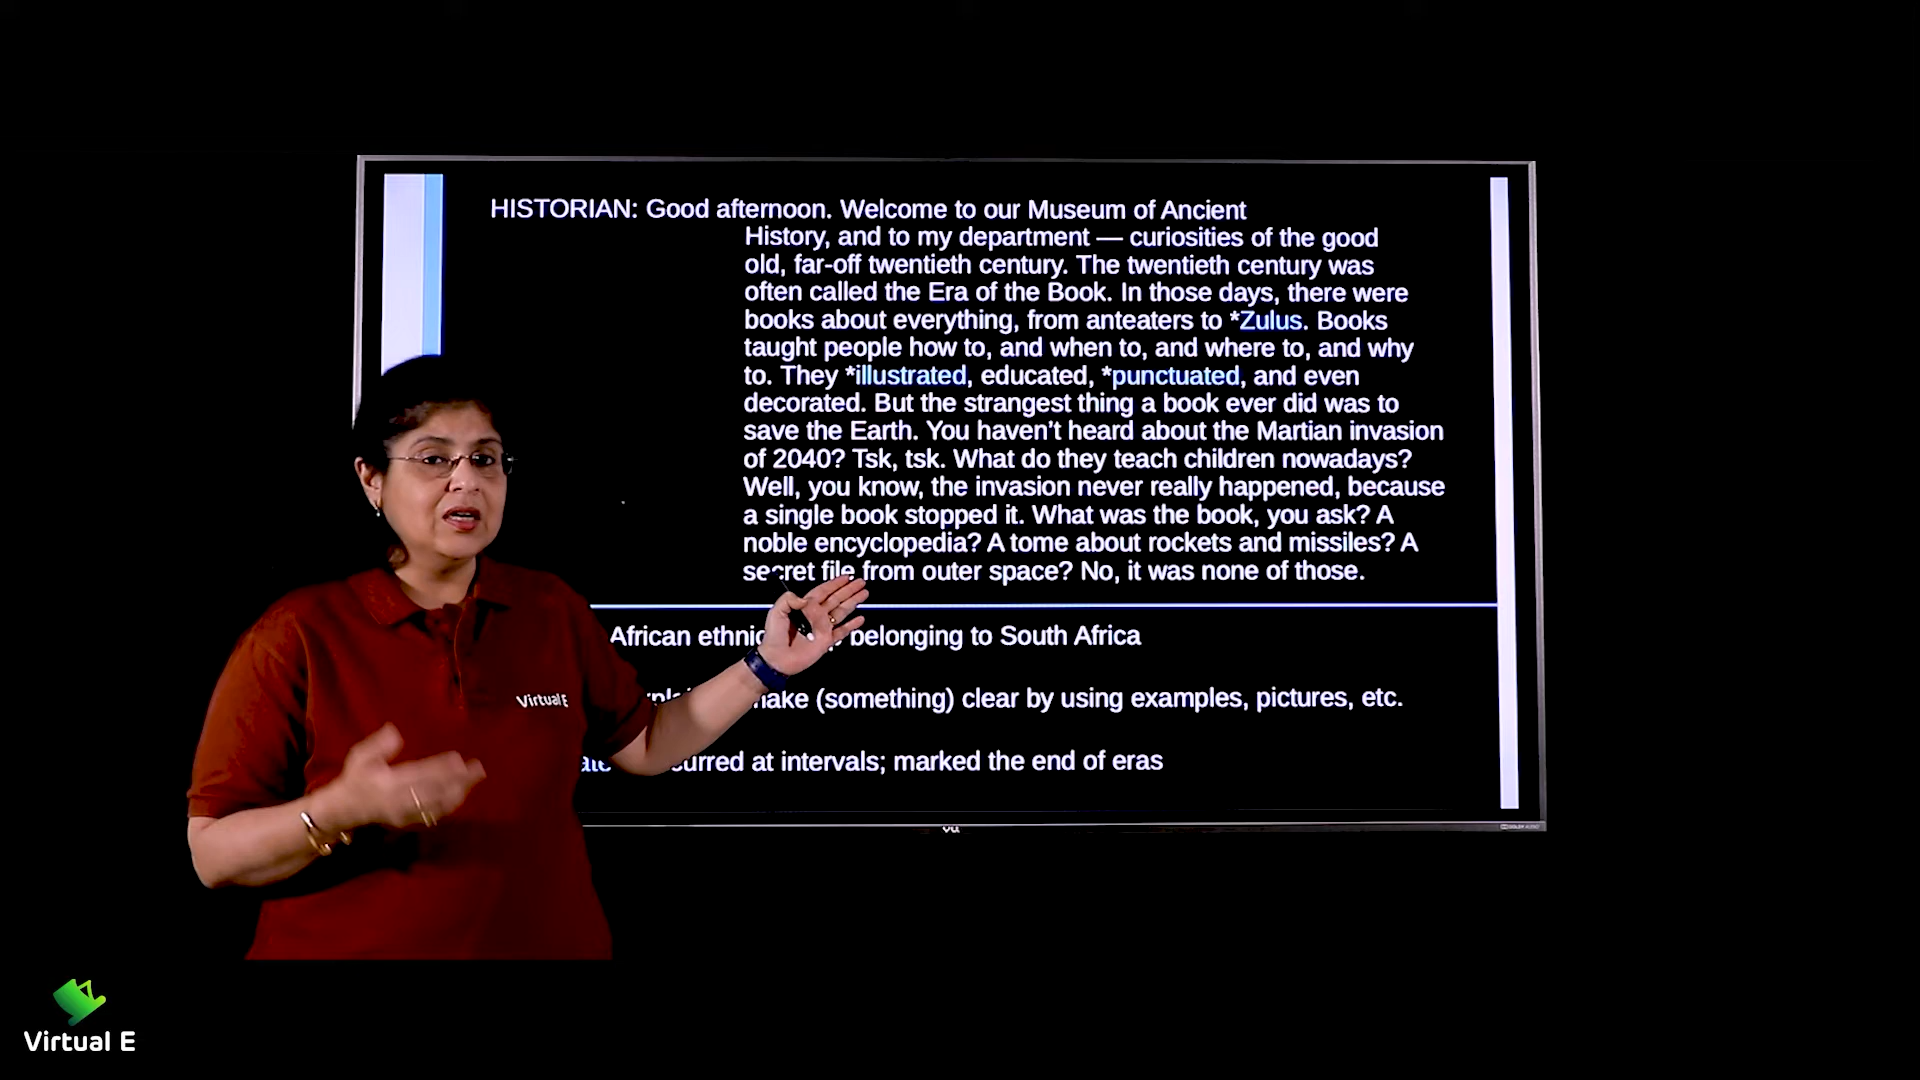 HISTORIAN: Good afternoon. Welcome to our Museum of Ancient
History, and to my department — curiosities of the good
old, far-off twentieth century. The twentieth century was
often called the Era of the Book. In those days, there were
books about everything, from anteaters to *Zulus. Books
taught people how to, and when to, and where to, and why
to. They *illustrated, educated, *punctuated, and even
decorated. But the strangest thing a book ever did was to
save the Earth. You haven't heard about the Martian invasion
of 2040? Tsk, tsk. What do they teach children nowadays?
Well, you know, the invasion never really happened, because
a single book stopped it. What was the book, you ask? A
noble encyclopedia? A tome about rockets and missiles? A
secret file from outer space? No, it was none of those.
African belonging to South Africa
(something) clear by using examples, pictures, etc.
at intervals; marked the end of eras
Virtual E
Virtual E